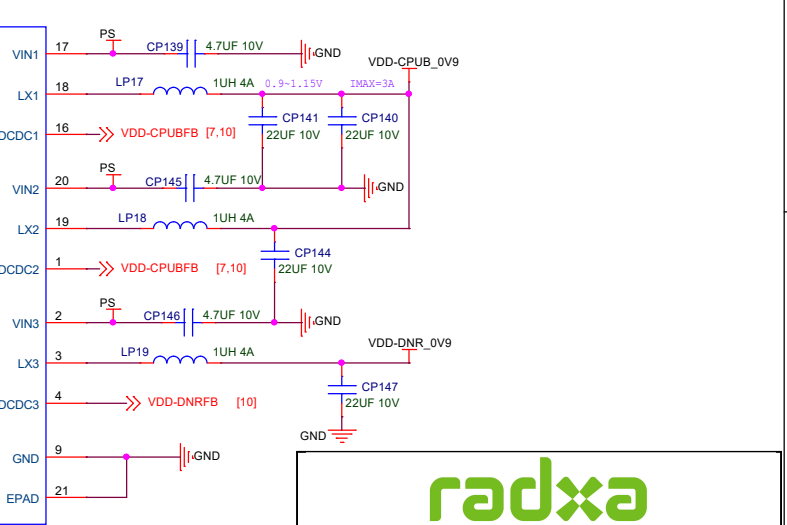 PS
VIN1 17 CP139 4.7UF 10V GND
VDD-CPUB_0V9
LX1 18 LP17 1UH 4A 0.9~1.15V IMAX=3A
CP141 CP140
22UF 10V 22UF 10V
DCDC1 16 VDD-CPUBFB [7,10]
PS
VIN2 20 CP145 4.7UF 10V GND
LX2 19 LP18 1UH 4A
CP144
22UF 10V
DCDC2 1 VDD-CPUBFB [7,10]
PS
VIN3 2 CP146 4.7UF 10V GND
VDD-DNR_0V9
LX3 3 LP19 1UH 4A
CP147
22UF 10V
DCDC3 4 VDD-DNRFB [10]
GND
GND 9 GND
EPAD 21
radxa